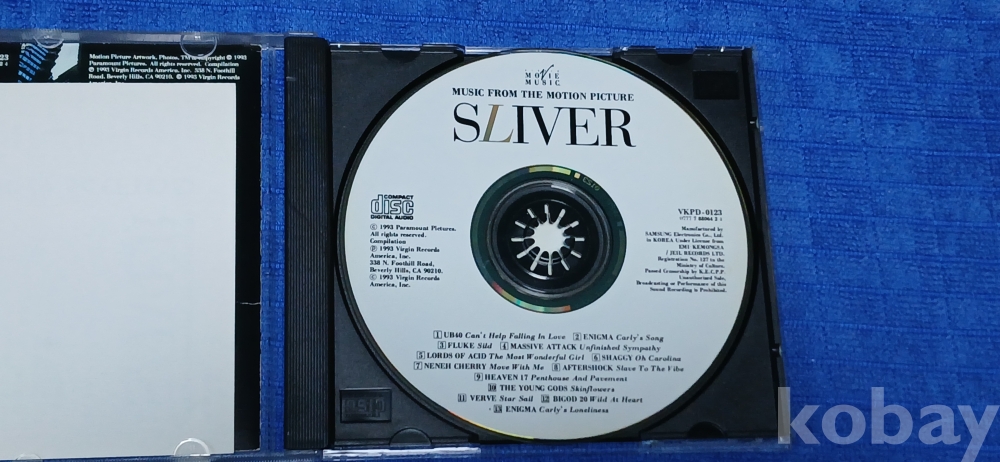 Motion Picture Artwork, Photos, TM & Copyright © 1993
Paramount Pictures. All rights reserved. Compilation
© 1993 Virgin Records America, Inc. 338 N. Foothill
Road, Beverly Hills, CA 90210. ℗ 1993 Virgin Records
MOVIE
MUSIC
MUSIC FROM THE MOTION PICTURE
SLIVER
COMPACT
disc
DIGITAL AUDIO
© 1993 Paramount Pictures.
All rights reserved.
Compilation
℗ 1993 Virgin Records
America, Inc.
338 N. Foothill Road,
Beverly Hills, CA 90210.
© 1993 Virgin Records
America, Inc.
VKPD-0123
Manufactured by
SAMSUNG Electronics Co., Ltd.
in KOREA Under License from
EMI KEMONGSA
/ JEIL RECORDS LTD.
Registration No. 127 to the
Ministry of Culture.
Passed Censorship by K.E.C.P.P.
Unauthorized Sale,
Broadcasting or Performance of this
Sound Recording is Prohibited.
1 UB40 Can't Help Falling In Love 2 ENIGMA Carly's Song
3 FLUKE Slid 4 MASSIVE ATTACK Unfinished Sympathy
5 LORDS OF ACID The Most Wonderful Girl 6 SHAGGY Oh Carolina
7 NENEH CHERRY Move With Me 8 AFTERSHOCK Slave To The Vibe
9 HEAVEN 17 Penthouse And Pavement
10 THE YOUNG GODS Skinflowers
11 VERVE Star Sail 12 BIGOD 20 Wild At Heart
13 ENIGMA Carly's Loneliness
kobay